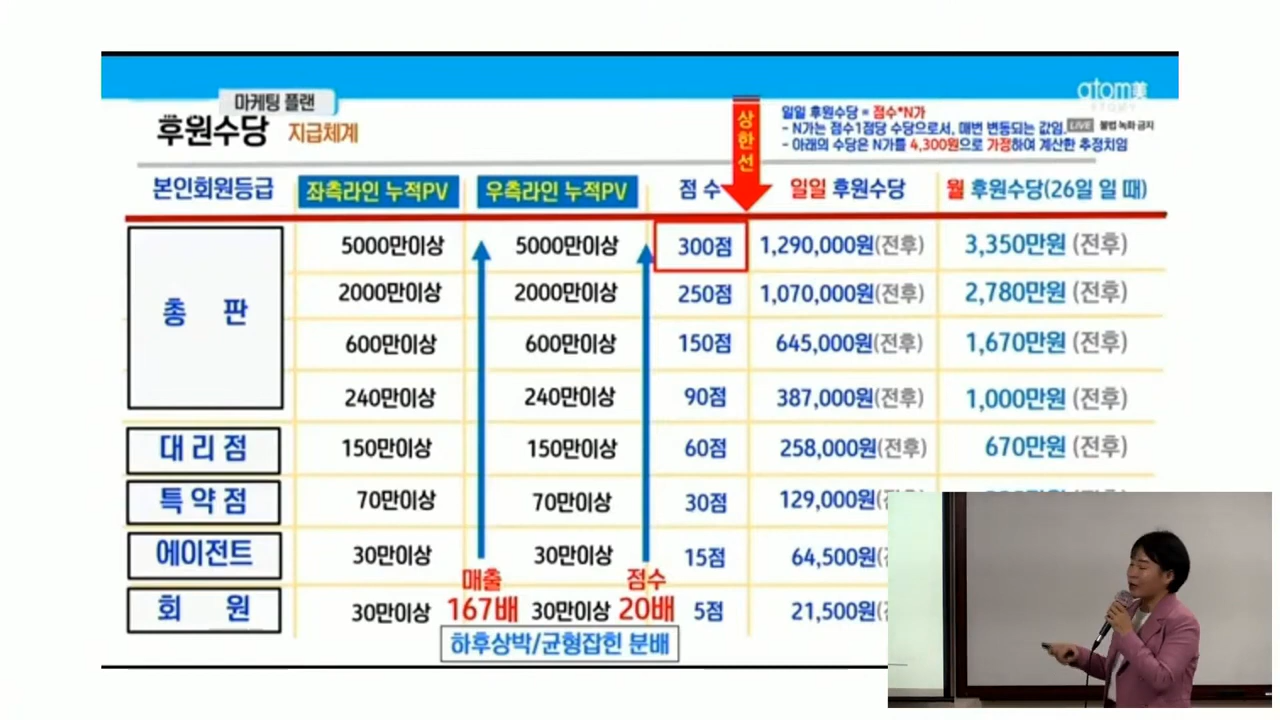 마케팅 플랜
후원수당 지급체계
atom美
상한선
일일 후원수당 = 점수*N가
- N가는 점수1점당 수당으로서, 매번 변동되는 값임.
LIVE 불법 녹화 금지
- 아래의 수당은 N가를 4,300원으로 가정하여 계산한 추정치임
본인회원등급 좌측라인 누적PV 우측라인 누적PV 점 수 일일 후원수당 월 후원수당(26일 일 때)
총 판
5000만이상 5000만이상 300점 1,290,000원(전후) 3,350만원 (전후)
2000만이상 2000만이상 250점 1,070,000원(전후) 2,780만원 (전후)
600만이상 600만이상 150점 645,000원(전후) 1,670만원 (전후)
240만이상 240만이상 90점 387,000원(전후) 1,000만원 (전후)
대 리 점 150만이상 150만이상 60점 258,000원(전후) 670만원 (전후)
특 약 점 70만이상 70만이상 30점 129,000원
에이전트 30만이상 30만이상 15점 64,500원
매출 점수
회 원 30만이상 167배 30만이상 20배 5점 21,500원
하후상박/균형잡힌 분배